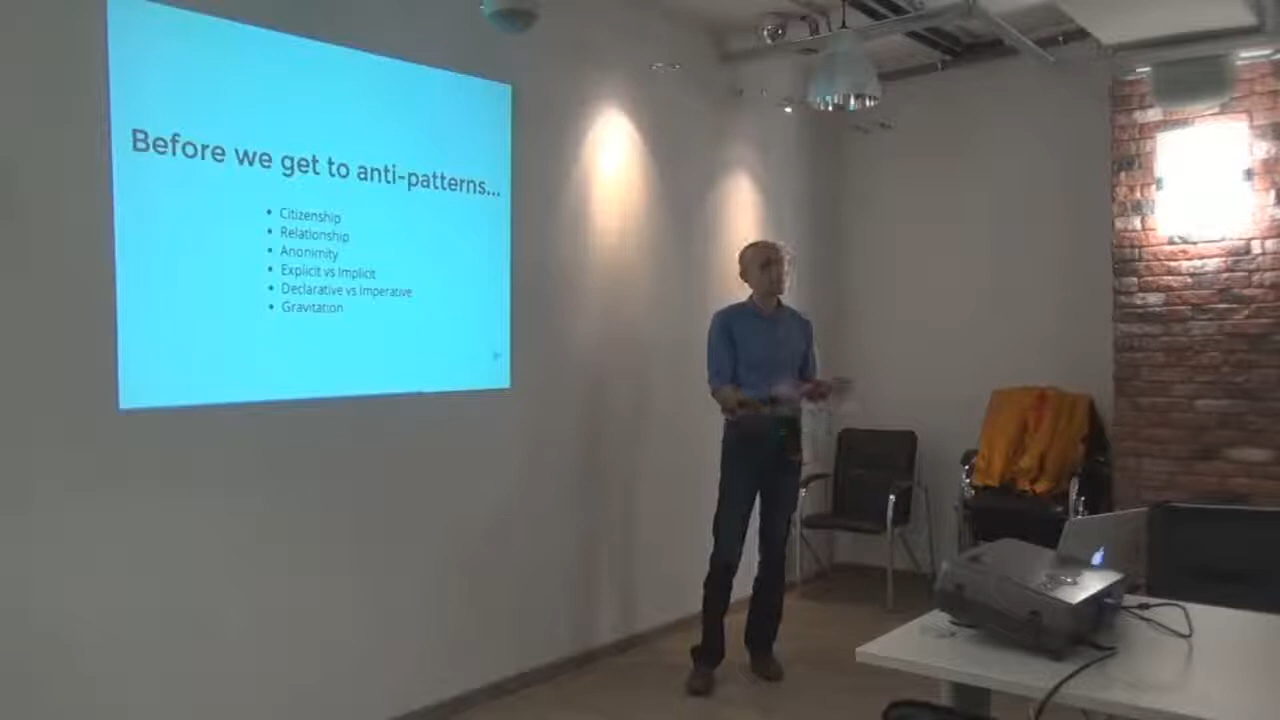 Before we get to anti-patterns...
• Citizenship
• Relationship
• Anonimity
• Explicit vs Implicit
• Declarative vs Imperative
• Gravitation